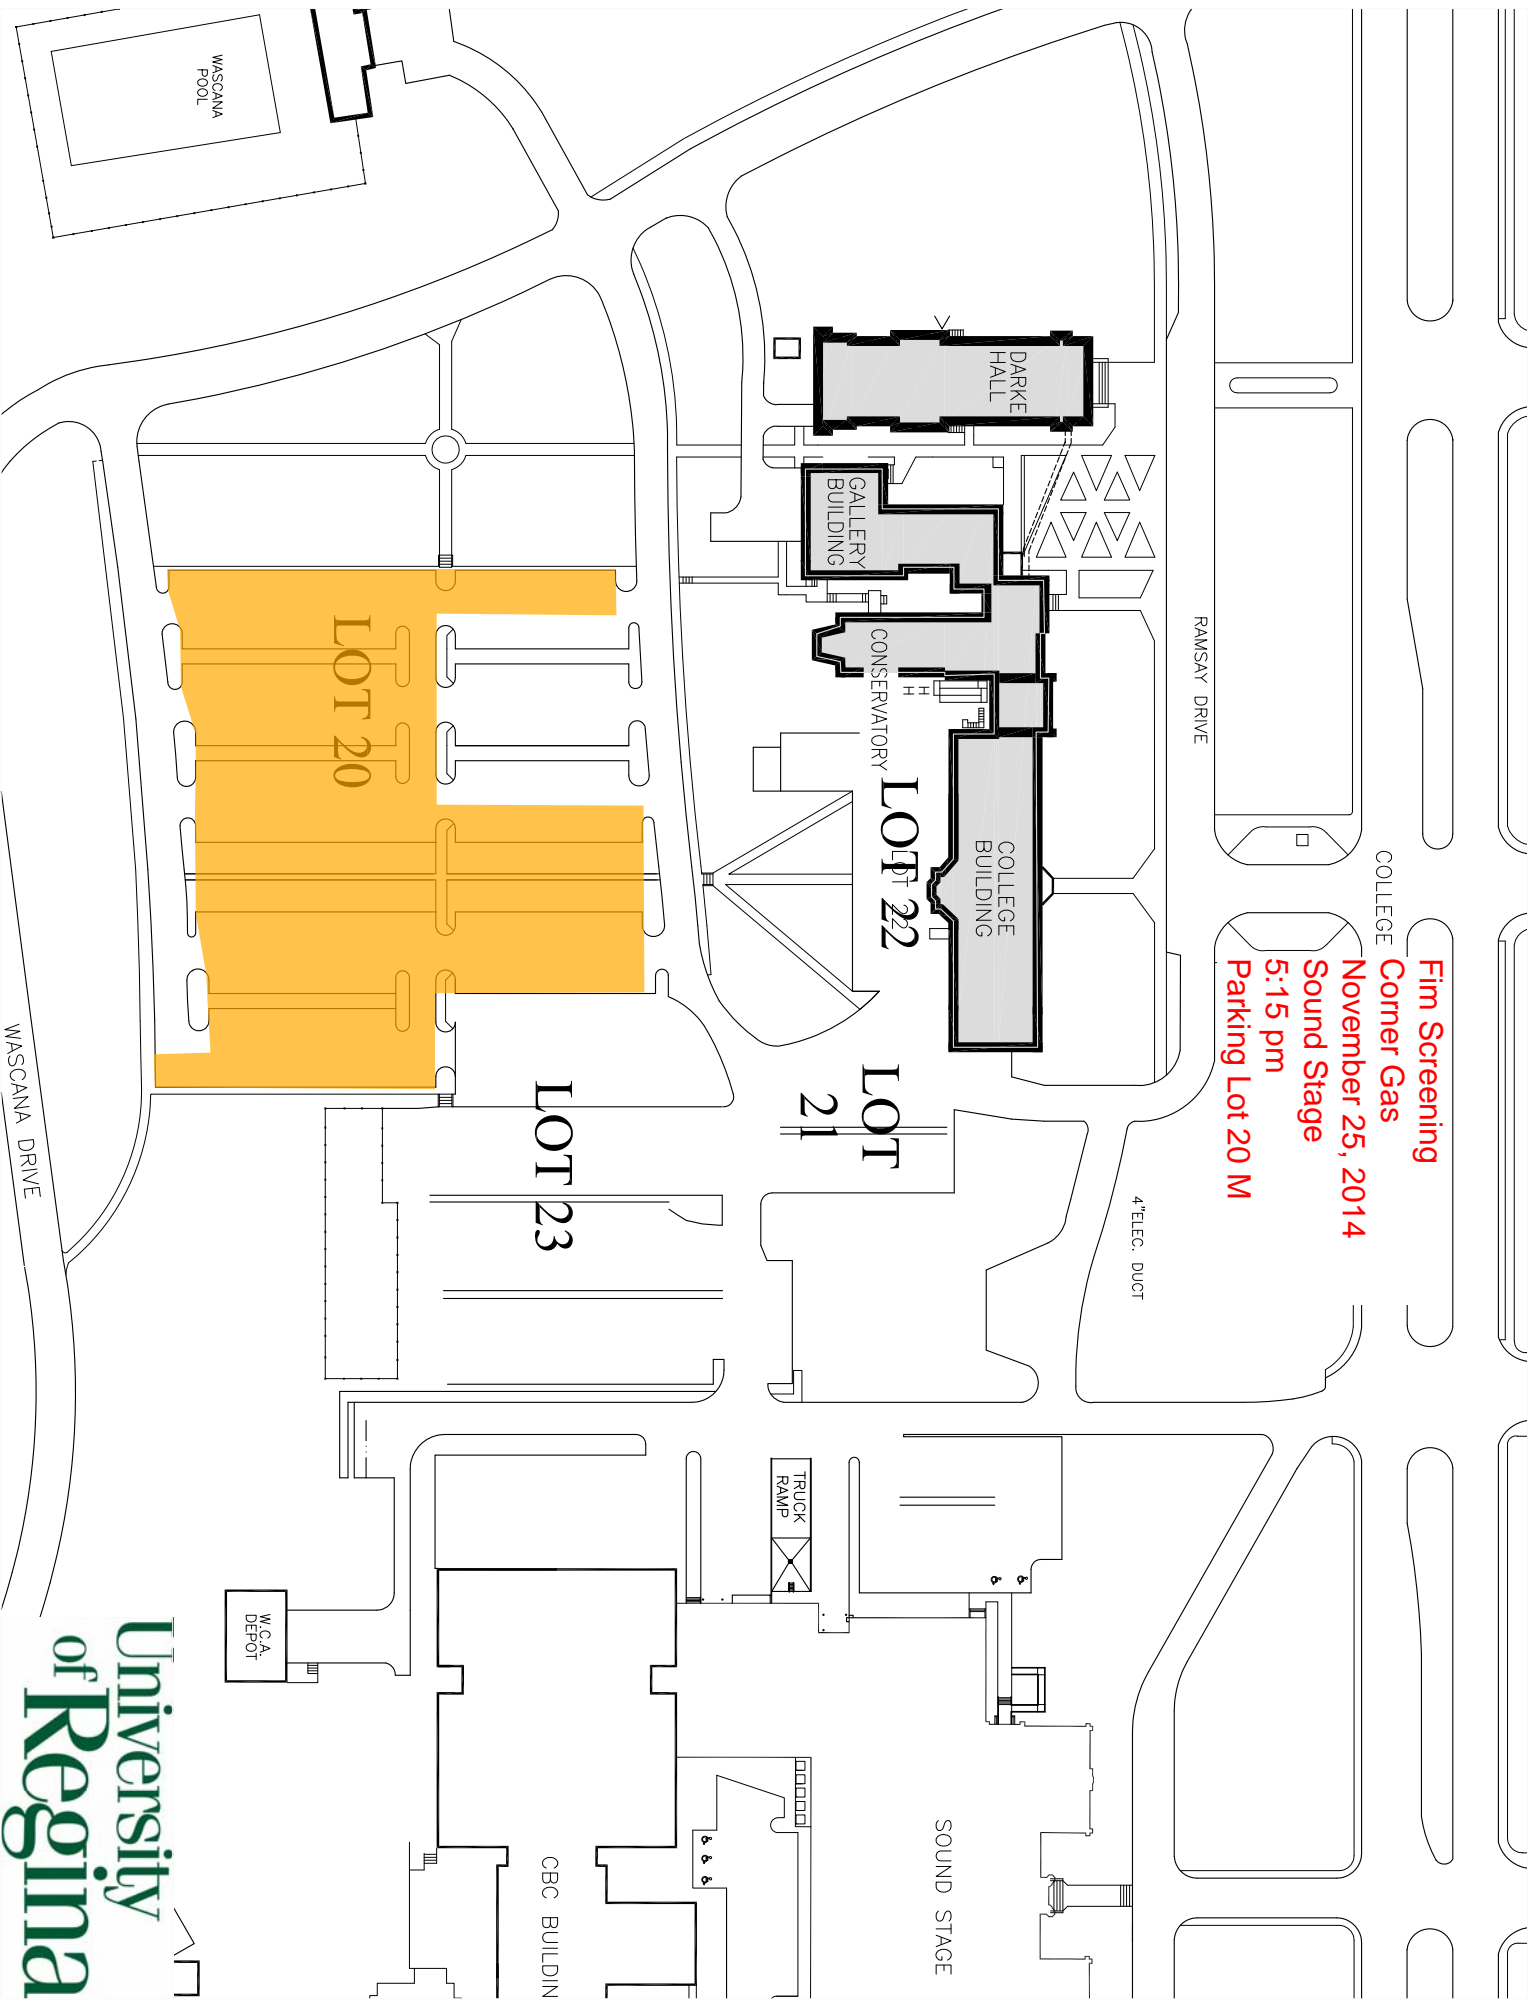 Fim Screening
Corner Gas
November 25, 2014
Sound Stage
5:15 pm
Parking Lot 20 M
COLLEGE
RAMSAY DRIVE
4"ELEC. DUCT
DARKE
HALL
GALLERY
BUILDING
CONSERVATORY
H
H
COLLEGE
BUILDING
LOT 22
LOT 22
LOT
21
LOT 23
LOT 20
WASCANA
POOL
WASCANA DRIVE
TRUCK
RAMP
SOUND STAGE
CBC BUILDIN
W.C.A.
DEPOT
University
of Regina